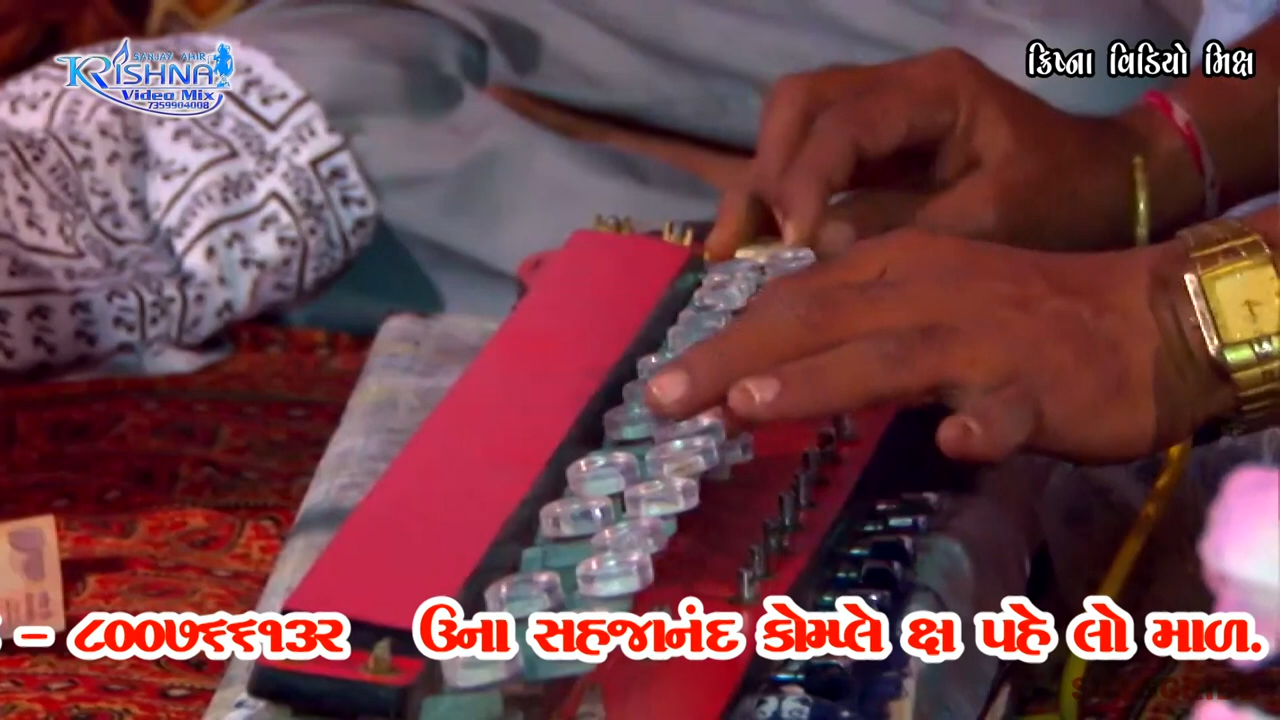 SANJAY AHIR
KRISHNA
Video Mix
7359904008
ક્રિષ્ના વિડિયો મિક્ષ
– ૮૦૦૭૬૬૧૩૨ ઉના સહજાનંદ કોમ્પ્લે ક્ષ પહે લો માળ.